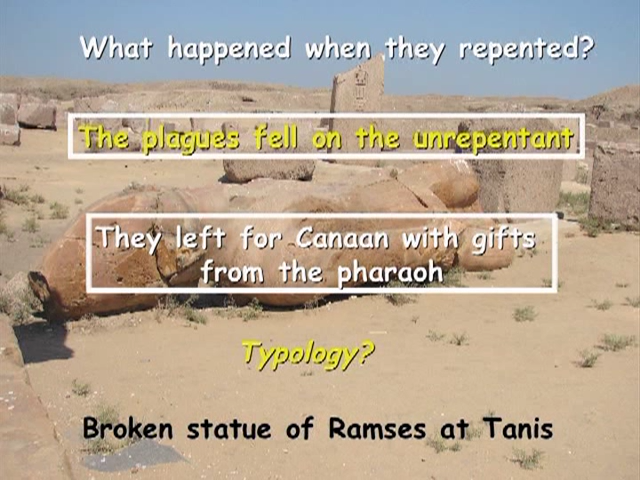 What happened when they repented?
The plagues fell on the unrepentant
They left for Canaan with gifts
from the pharaoh
Typology?
Broken statue of Ramses at Tanis